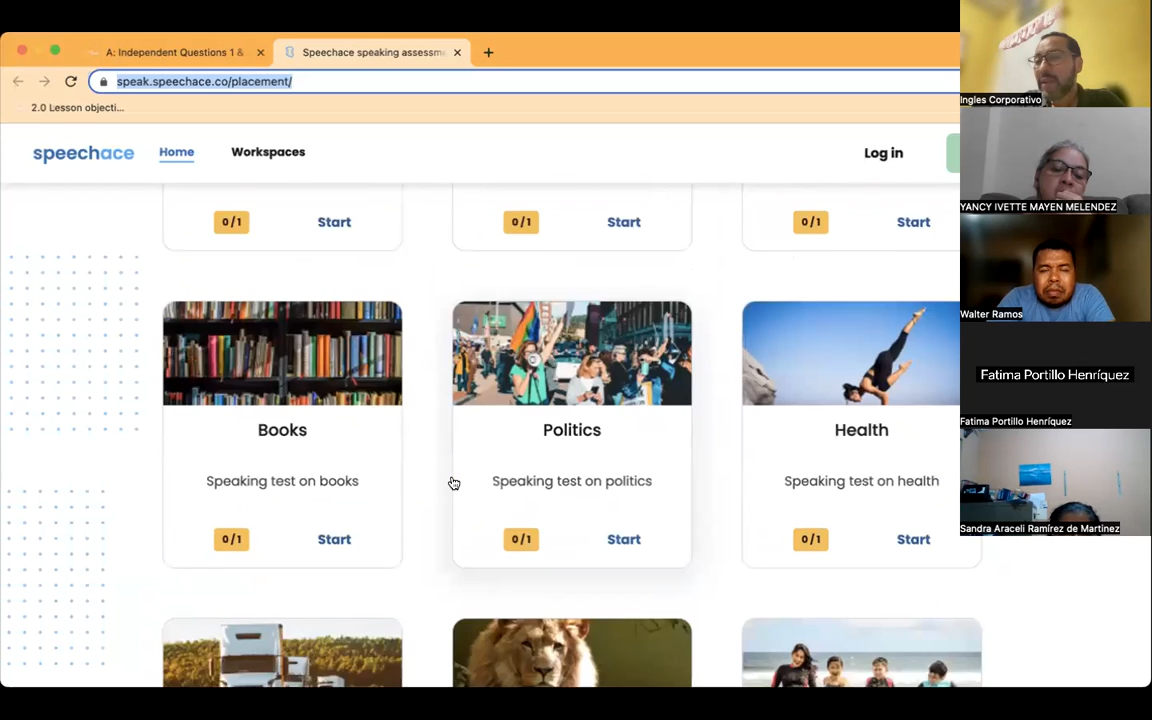 A: Independent Questions 1 &
Speechace speaking assessm
speak.speechace.co/placement/
2.0 Lesson objecti...
speechace
Home
Workspaces
Log in
0/1
Start
0/1
Start
0/1
Start
Books
Politics
Health
Speaking test on books
Speaking test on politics
Speaking test on health
0/1
Start
0/1
Start
0/1
Start
Ingles Corporativo
YANCY IVETTE MAYEN MELENDEZ
Walter Ramos
Fatima Portillo Henríquez
Fatima Portillo Henríquez
Sandra Araceli Ramírez de Martinez